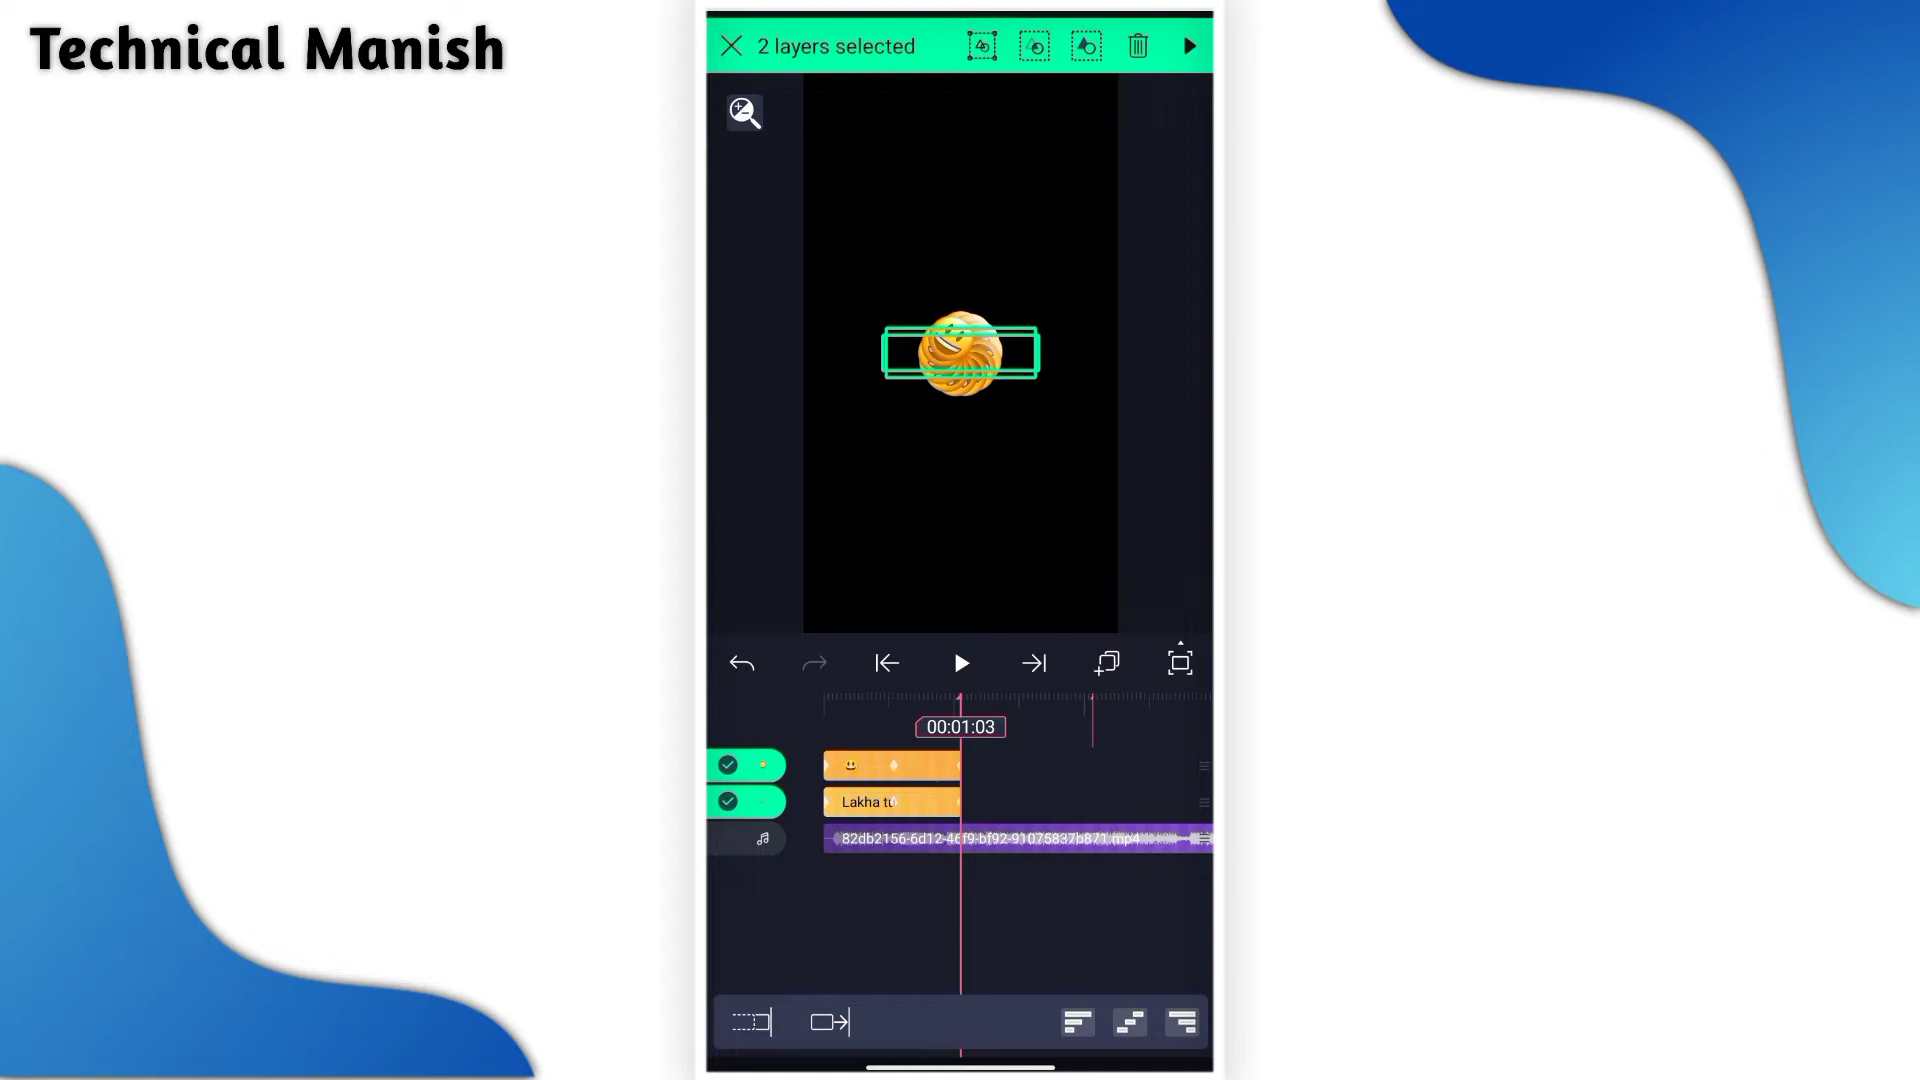 Technical Manish
2 layers selected
00:01:03
Lakha tu
82db2156-6d12-46f9-bf92-91075837b871.mp4